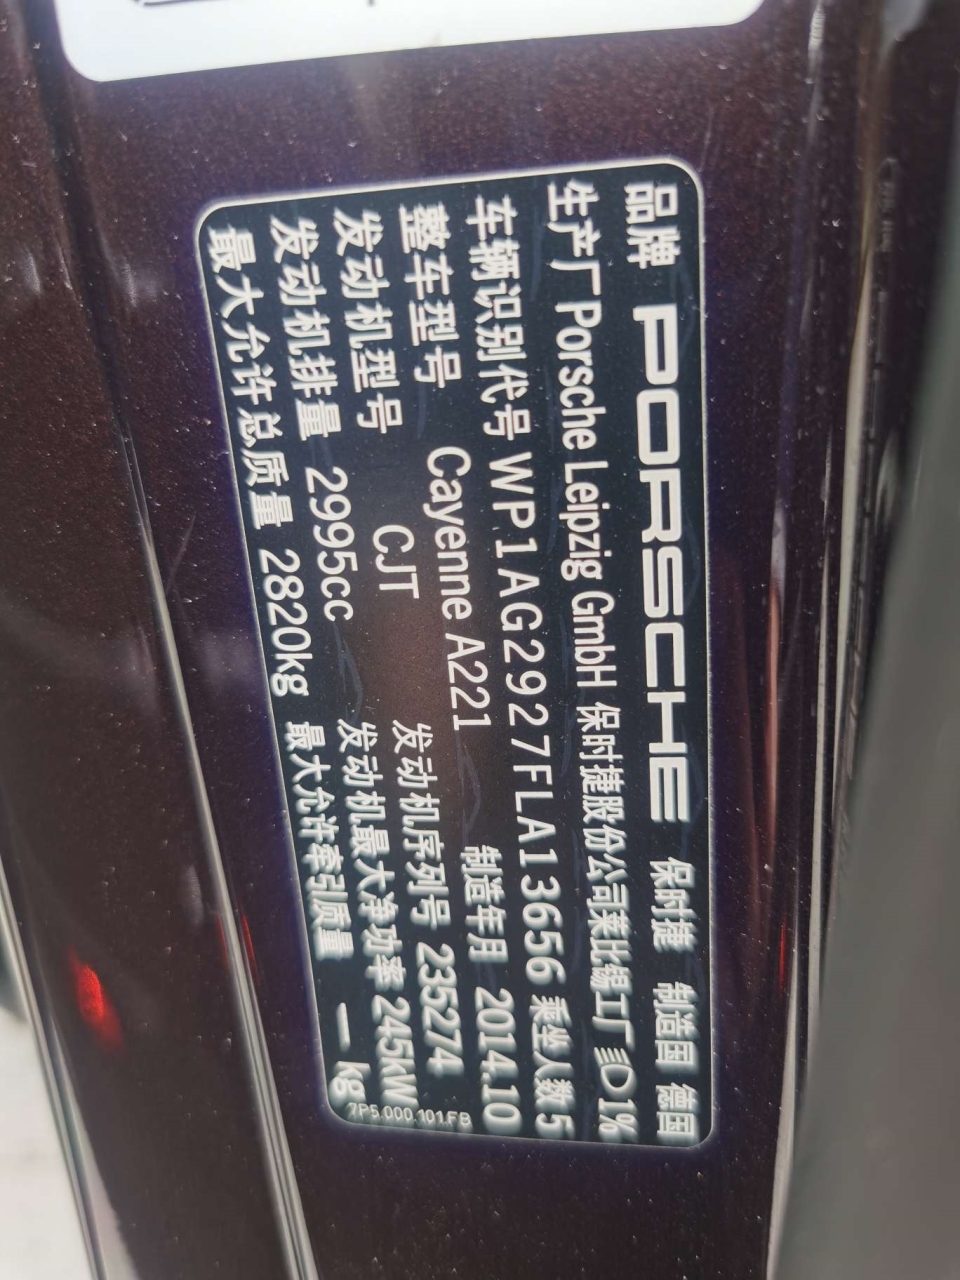 品牌 PORSCHE 保时捷 制造国 德国
生产厂 Porsche Leipzig GmbH 保时捷股份公司莱比锡工厂 1%
车辆识别代号 WP1AG2927FLA13656 乘坐人数 5
整车型号 Cayenne A221 制造年月 2014.10
发动机型号 CJT 发动机序列号 235274
发动机排量 2995cc 发动机最大净功率 245kW
最大允许总质量 2820kg 最大允许牵引质量 — kg
7P5.000.101.FB